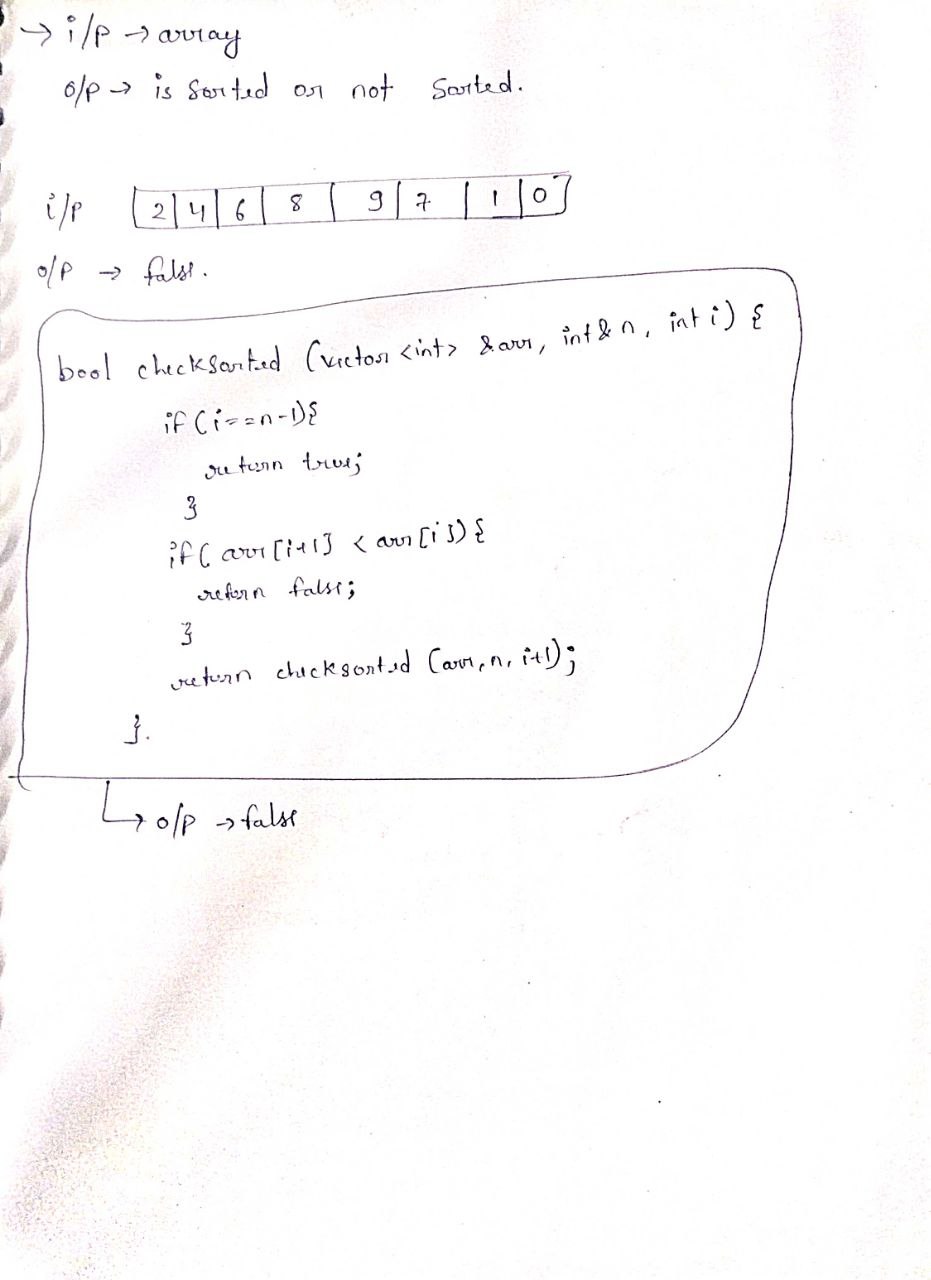 → i/p → array
o/p → is sorted or not sorted.
i/p 2 4 6 8 9 7 1 0
o/p → false.
bool checksorted (vector <int> &arr, int& n, int i) {
if (i==n-1){
return true;
}
if( arr[i+1] < arr[i]) {
return false;
}
return checksorted (arr, n, i+1);
}.
↳ o/p → false